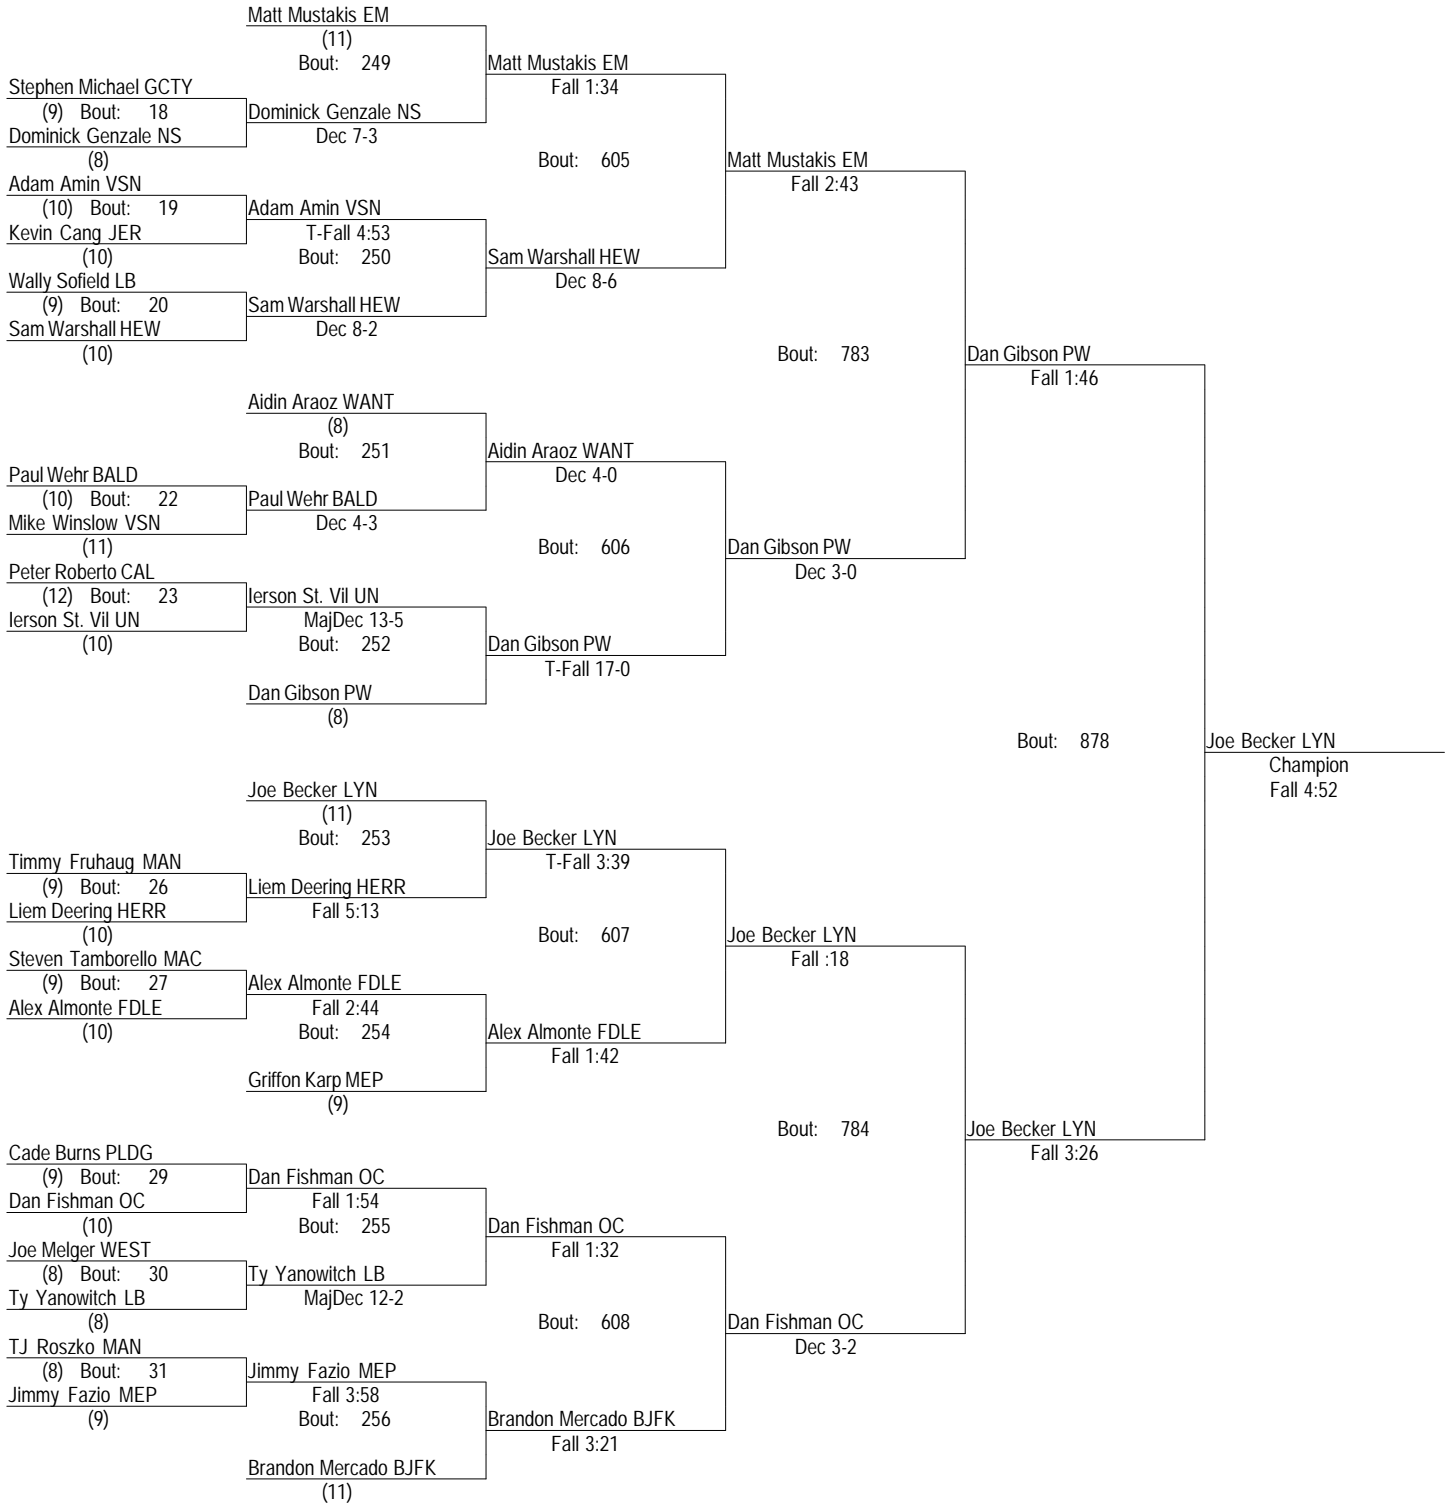 Matt Mustakis EM
(11)
Bout: 249
Matt Mustakis EM
Fall 1:34
Stephen Michael GCTY
(9) Bout: 18
Dominick Genzale NS
Dominick Genzale NS
Dec 7-3
(8)
Bout: 605
Matt Mustakis EM
Fall 2:43
Adam Amin VSN
(10) Bout: 19
Adam Amin VSN
Kevin Cang JER
T-Fall 4:53
(10)
Bout: 250
Sam Warshall HEW
Dec 8-6
Wally Sofield LB
(9) Bout: 20
Sam Warshall HEW
Sam Warshall HEW
Dec 8-2
(10)
Bout: 783
Dan Gibson PW
Fall 1:46
Aidin Araoz WANT
(8)
Bout: 251
Aidin Araoz WANT
Dec 4-0
Paul Wehr BALD
(10) Bout: 22
Paul Wehr BALD
Mike Winslow VSN
Dec 4-3
(11)
Bout: 606
Dan Gibson PW
Dec 3-0
Peter Roberto CAL
(12) Bout: 23
Ierson St. Vil UN
Ierson St. Vil UN
MajDec 13-5
(10)
Bout: 252
Dan Gibson PW
T-Fall 17-0
Dan Gibson PW
(8)
Bout: 878
Joe Becker LYN
Champion
Fall 4:52
Joe Becker LYN
(11)
Bout: 253
Joe Becker LYN
T-Fall 3:39
Timmy Fruhaug MAN
(9) Bout: 26
Liem Deering HERR
Liem Deering HERR
Fall 5:13
(10)
Bout: 607
Joe Becker LYN
Fall :18
Steven Tamborello MAC
(9) Bout: 27
Alex Almonte FDLE
Alex Almonte FDLE
Fall 2:44
(10)
Bout: 254
Alex Almonte FDLE
Fall 1:42
Griffon Karp MEP
(9)
Bout: 784
Joe Becker LYN
Fall 3:26
Cade Burns PLDG
(9) Bout: 29
Dan Fishman OC
Dan Fishman OC
Fall 1:54
(10)
Bout: 255
Dan Fishman OC
Fall 1:32
Joe Melger WEST
(8) Bout: 30
Ty Yanowitch LB
Ty Yanowitch LB
MajDec 12-2
(8)
Bout: 608
Dan Fishman OC
Dec 3-2
TJ Roszko MAN
(8) Bout: 31
Jimmy Fazio MEP
Jimmy Fazio MEP
Fall 3:58
(9)
Bout: 256
Brandon Mercado BJFK
Fall 3:21
Brandon Mercado BJFK
(11)